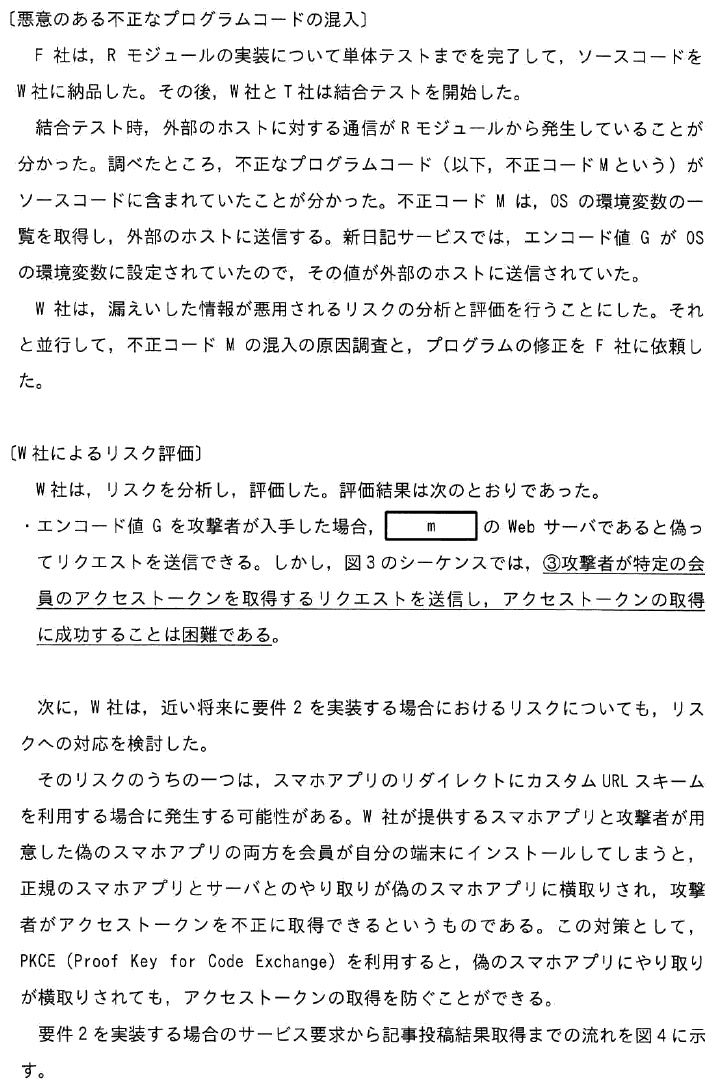 〔悪意のある不正なプログラムコードの混入〕
F 社は，R モジュールの実装について単体テストまでを完了して，ソースコードを
W社に納品した。その後，W社とT社は結合テストを開始した。
結合テスト時，外部のホストに対する通信がRモジュールから発生していることが
分かった。調べたところ，不正なプログラムコード（以下，不正コードMという）が
ソースコードに含まれていたことが分かった。不正コード M は，OS の環境変数の一
覧を取得し，外部のホストに送信する。新日記サービスでは，エンコード値 G が OS
の環境変数に設定されていたので，その値が外部のホストに送信されていた。
W 社は，漏えいした情報が悪用されるリスクの分析と評価を行うことにした。それ
と並行して，不正コード M の混入の原因調査と，プログラムの修正を F 社に依頼し
た。
〔W社によるリスク評価〕
W社は，リスクを分析し，評価した。評価結果は次のとおりであった。
・エンコード値 G を攻撃者が入手した場合， m の Web サーバであると偽っ
てリクエストを送信できる。しかし，図3のシーケンスでは，③攻撃者が特定の会
員のアクセストークンを取得するリクエストを送信し，アクセストークンの取得
に成功することは困難である。
次に，W社は，近い将来に要件2を実装する場合におけるリスクについても，リス
クへの対応を検討した。
そのリスクのうちの一つは，スマホアプリのリダイレクトにカスタムURLスキーム
を利用する場合に発生する可能性がある。W 社が提供するスマホアプリと攻撃者が用
意した偽のスマホアプリの両方を会員が自分の端末にインストールしてしまうと，
正規のスマホアプリとサーバとのやり取りが偽のスマホアプリに横取りされ，攻撃
者がアクセストークンを不正に取得できるというものである。この対策として，
PKCE（Proof Key for Code Exchange）を利用すると，偽のスマホアプリにやり取り
が横取りされても，アクセストークンの取得を防ぐことができる。
要件2を実装する場合のサービス要求から記事投稿結果取得までの流れを図4に示
す。